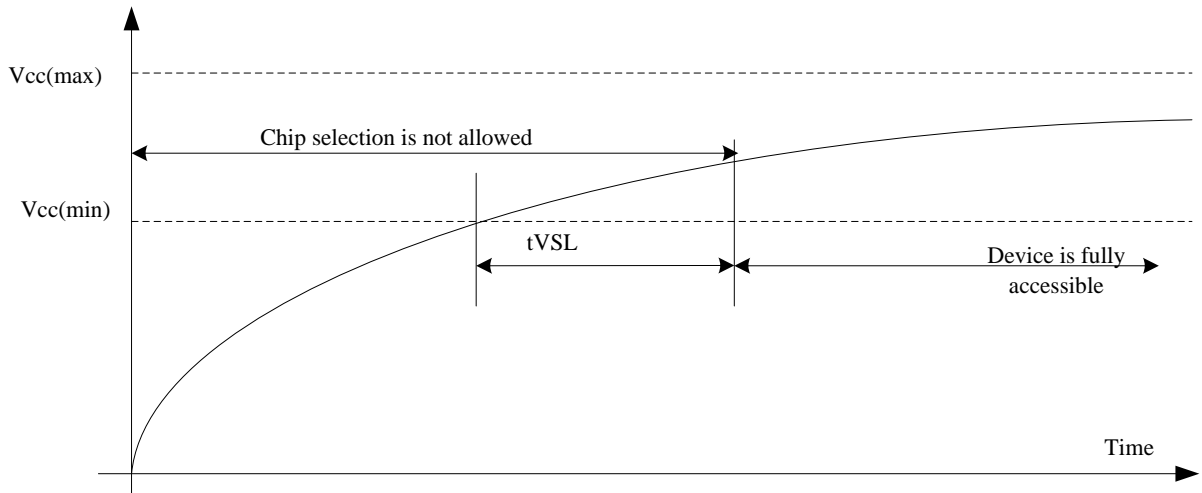 Vcc(max)
Chip selection is not allowed
Vcc(min)
tVSL
Device is fully
accessible
Time